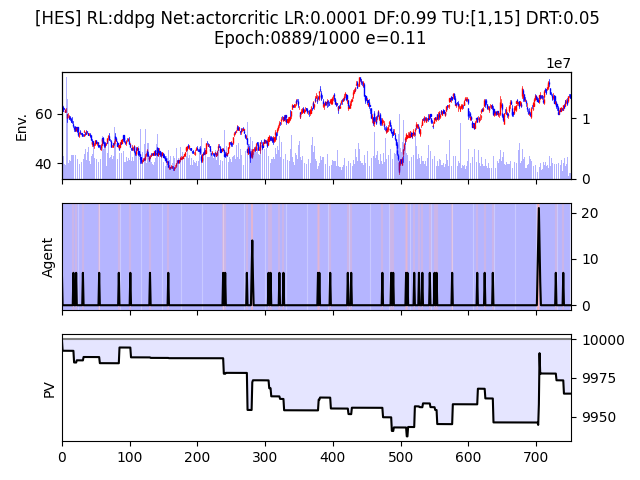 [HES] RL:ddpg Net:actorcritic LR:0.0001 DF:0.99 TU:[1,15] DRT:0.05
Epoch:0889/1000 e=0.11
1e7
Env.
60
40
1
0
Agent
20
10
0
PV
10000
9975
9950
0 100 200 300 400 500 600 700